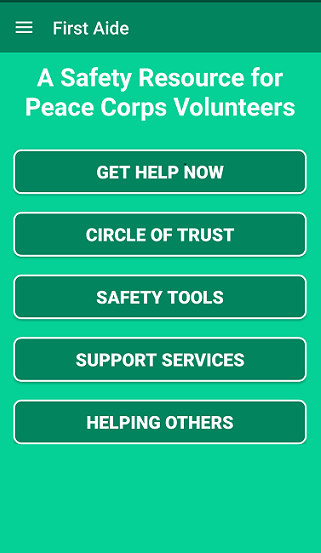 First Aide
A Safety Resource for
Peace Corps Volunteers
GET HELP NOW
CIRCLE OF TRUST
SAFETY TOOLS
SUPPORT SERVICES
HELPING OTHERS